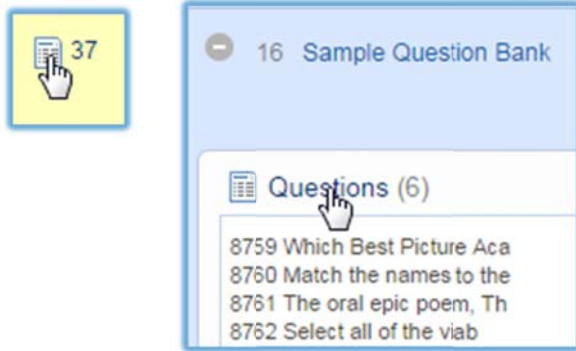 37
16 Sample Question Bank
Questions (6)
8759 Which Best Picture Aca
8760 Match the names to the
8761 The oral epic poem, Th
8762 Select all of the viab